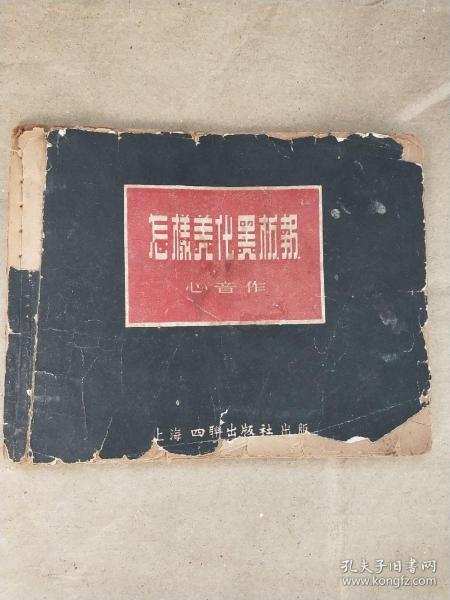 怎樣美化黑板報
心音作
上海 四聯出版社 出版
孔夫子旧书网
www.kongfz.com